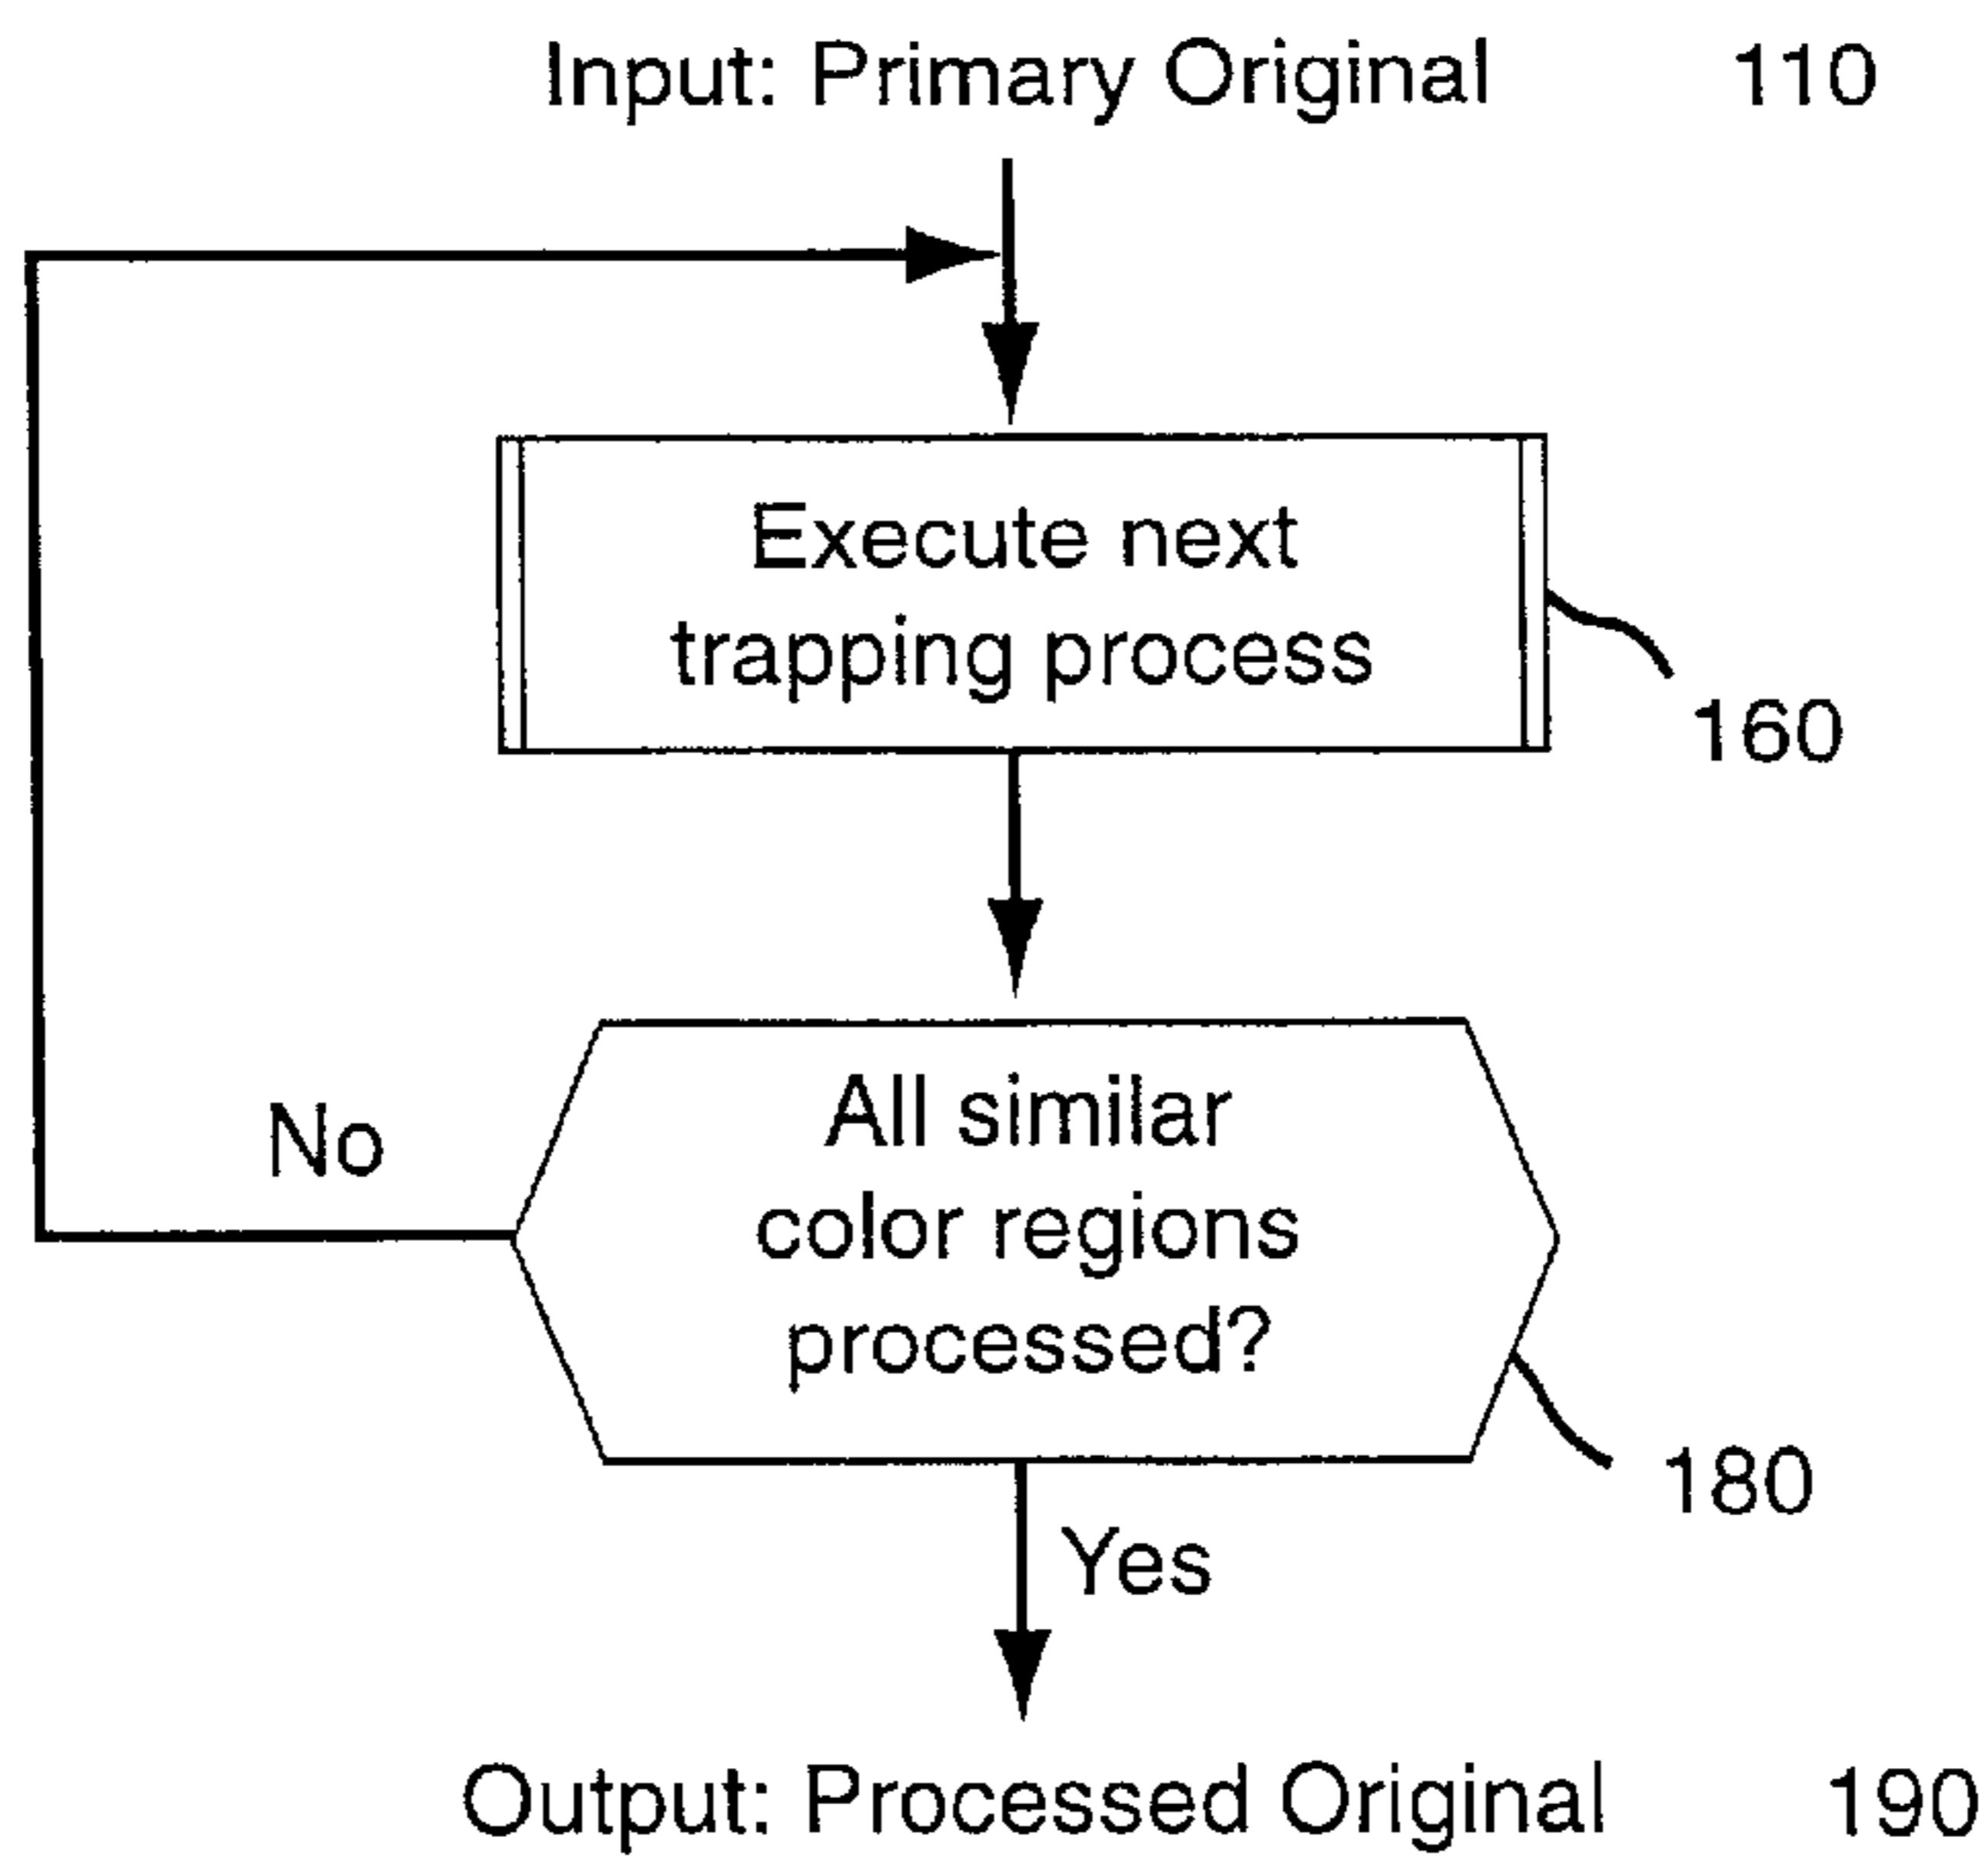 Input: Primary Original 110
Execute next
trapping process
160
All similar
color regions
processed?
No
180
Yes
Output: Processed Original 190